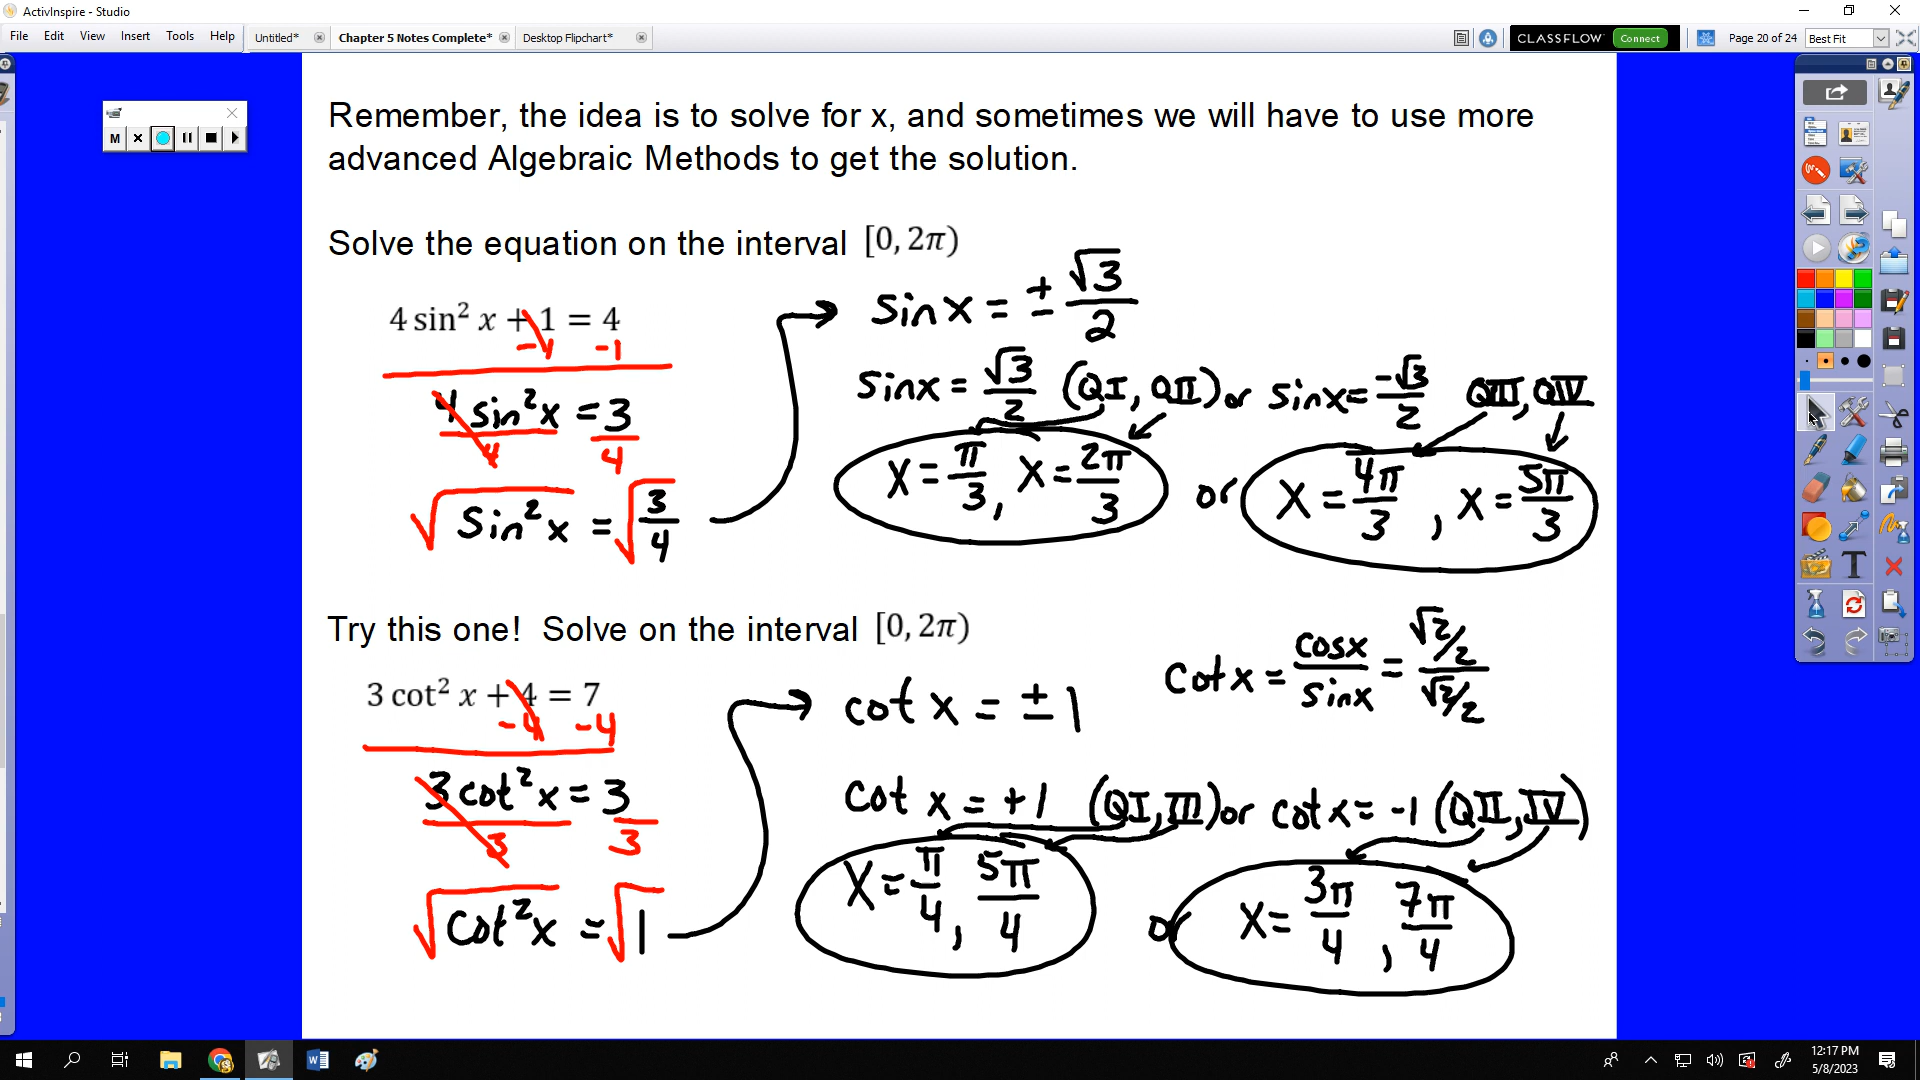 ActivInspire - Studio
File Edit View Insert Tools Help Untitled* Chapter 5 Notes Complete* Desktop Flipchart* CLASSFLOW Connect Page 20 of 24 Best Fit
M
Remember, the idea is to solve for x, and sometimes we will have to use more
advanced Algebraic Methods to get the solution.
Solve the equation on the interval [0, 2π)
4 sin² x + 1 = 4
-1 -1
4 sin²x = 3
4 4
√sin²x = √3/4
sin x = ± √3/2
sinx = √3/2 (QI, QII) or sinx = -√3/2 QIII, QIV
x = π/3, x = 2π/3 or x = 4π/3, x = 5π/3
Try this one! Solve on the interval [0, 2π)
3 cot² x + 4 = 7
-4 -4
3 cot²x = 3
3 3
√cot²x = √1
cot x = ± 1
cot x = cosx/sinx = √2/2 / √2/2
cot x = +1 (QI, III) or cot x = -1 (QII, IV)
x = π/4, 5π/4 or x = 3π/4, 7π/4
T
12:17 PM
5/8/2023